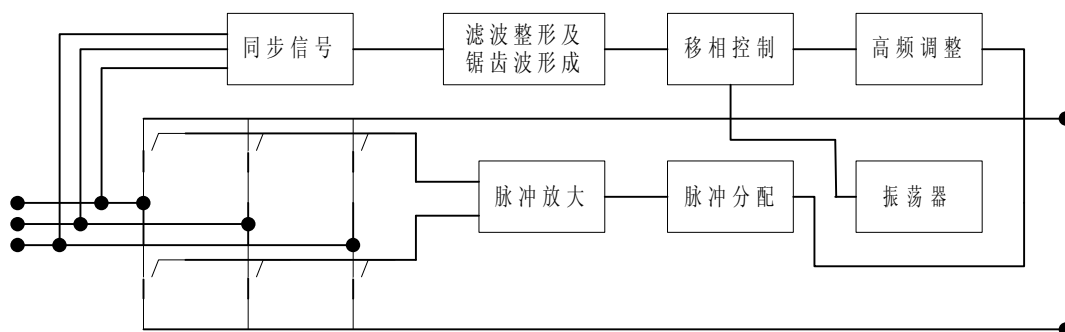 同步信号
滤波整形及
锯齿波形成
移相控制
高频调整
脉冲放大
脉冲分配
振荡器